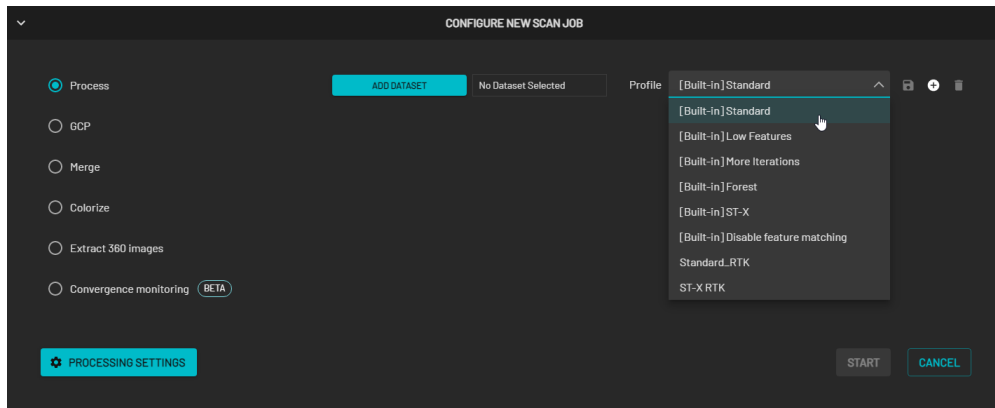 CONFIGURE NEW SCAN JOB
Process
ADD DATASET
No Dataset Selected
Profile
[Built-in] Standard
[Built-in] Standard
GCP
[Built-in] Low Features
Merge
[Built-in] More Iterations
[Built-in] Forest
Colorize
[Built-in] ST-X
[Built-in] Disable feature matching
Extract 360 images
Standard_RTK
Convergence monitoring BETA
ST-X RTK
PROCESSING SETTINGS
START
CANCEL